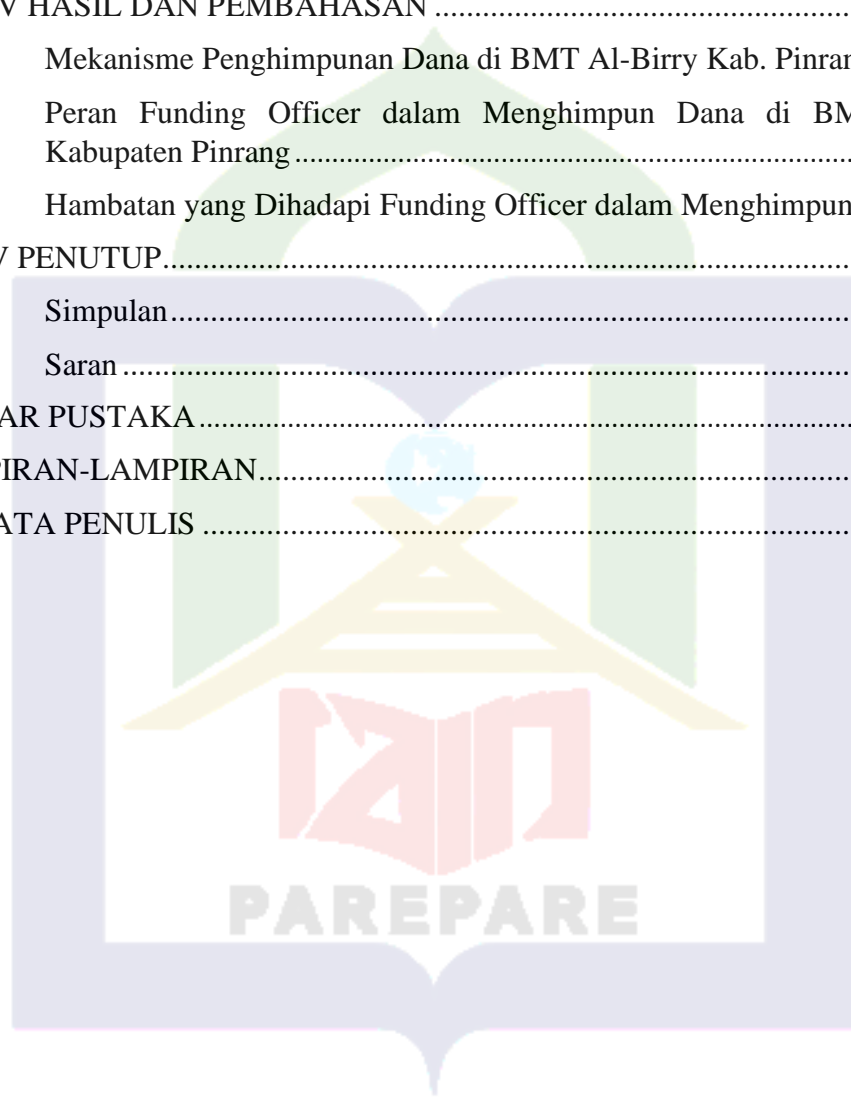 V HASIL DAN PEMBAHASAN ....................................................
Mekanisme Penghimpunan Dana di BMT Al-Birry Kab. Pinran
Peran Funding Officer dalam Menghimpun Dana di BM
Kabupaten Pinrang ......................................................................
Hambatan yang Dihadapi Funding Officer dalam Menghimpun
V PENUTUP.......................................................................................
Simpulan ......................................................................................
Saran ............................................................................................
AR PUSTAKA ...................................................................................
PIRAN-LAMPIRAN..........................................................................
ATA PENULIS ..................................................................................
iain
PAREPARE